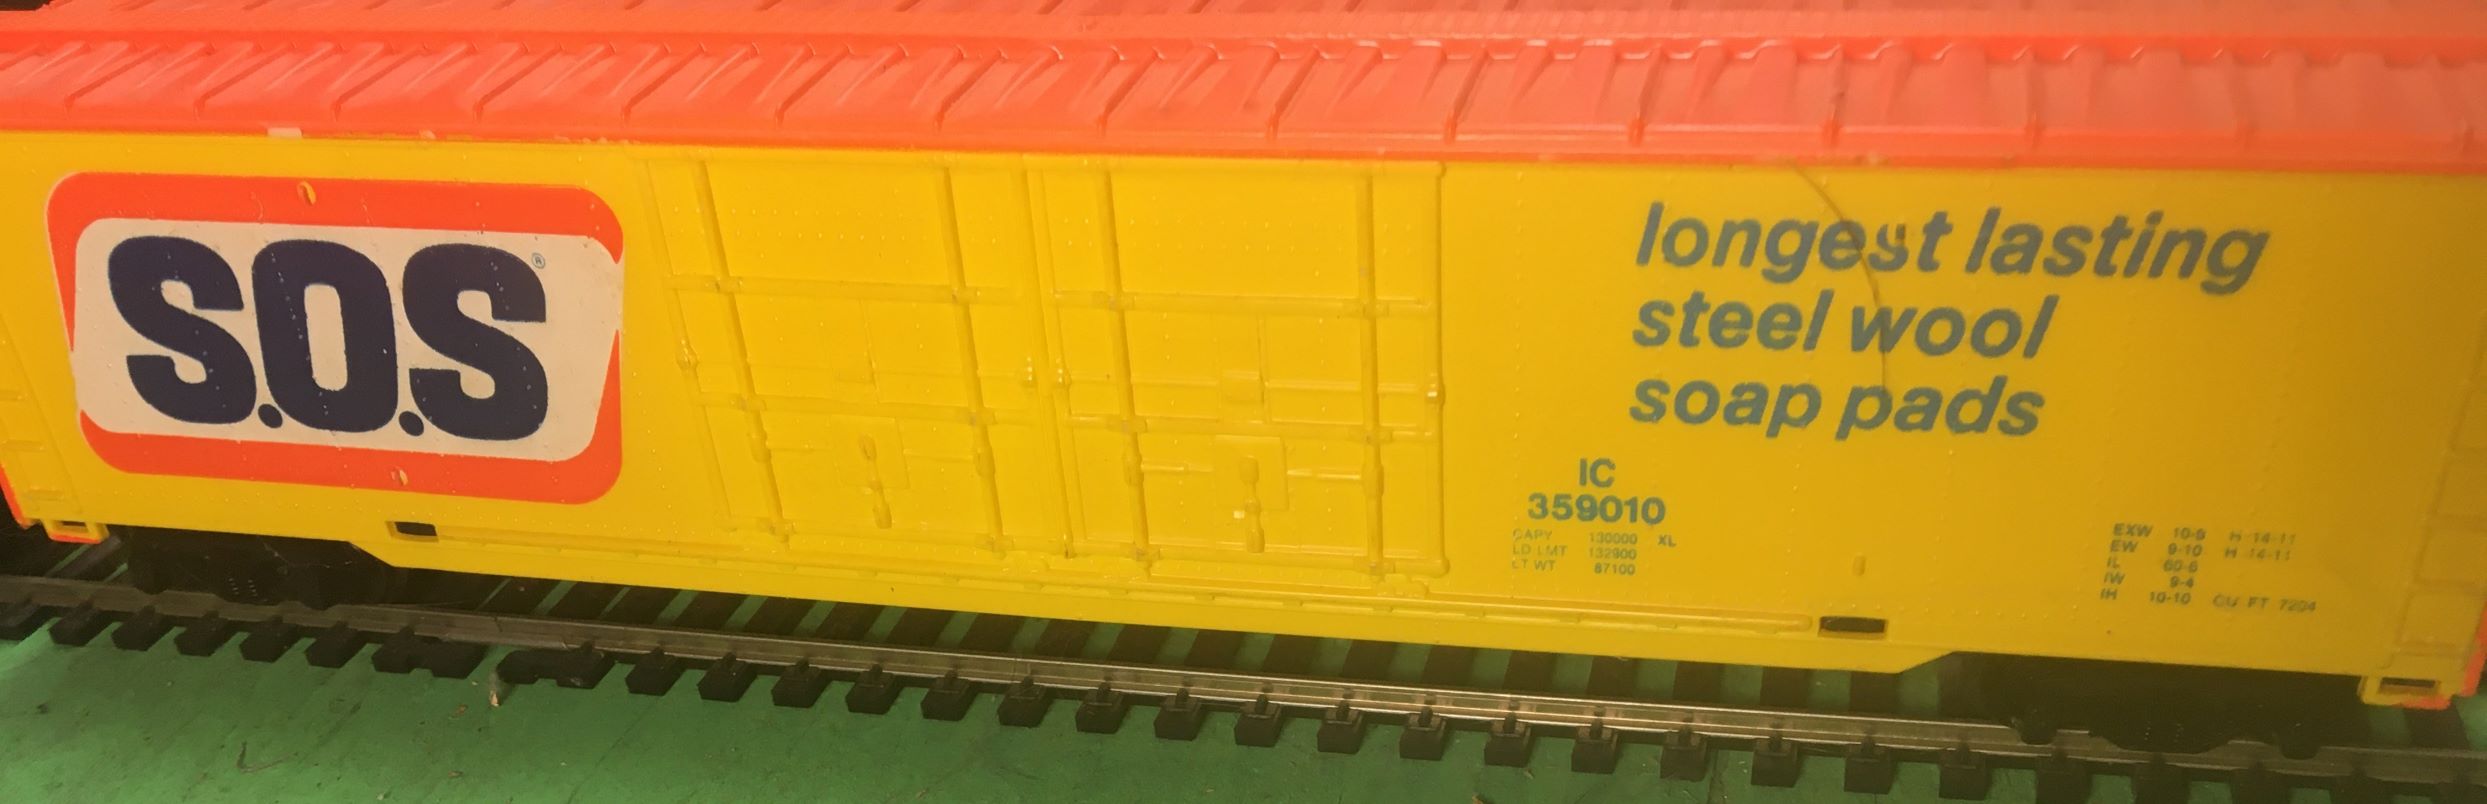 S.O.S®
longest lasting
steel wool
soap pads
IC
359010
CAPY 130000 XL
LD LMT 132900
LT WT 87100
EXW 10-6 H 14-11
EW 9-10 H 14-11
IL 60-6
IW 9-4
IH 10-10 CU FT 7204